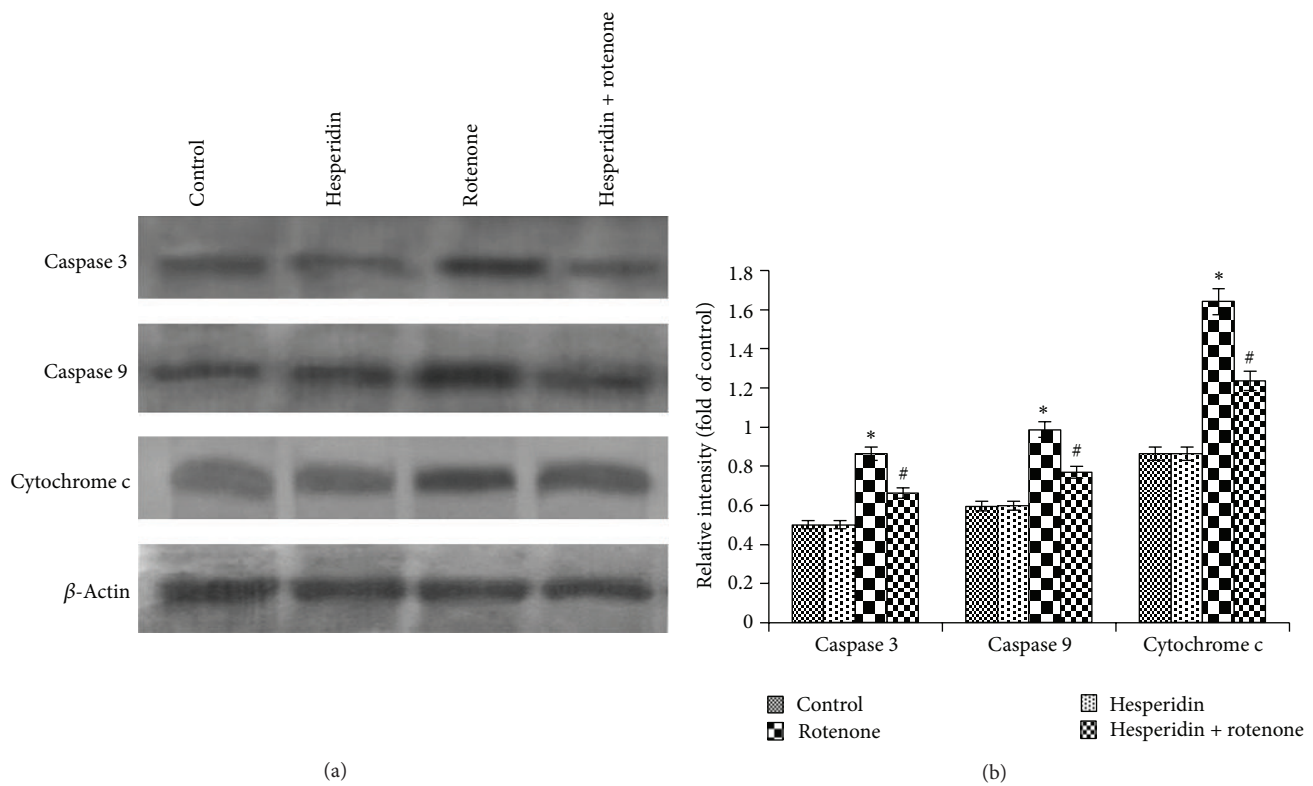 Control
Hesperidin
Rotenone
Hesperidin + rotenone
Caspase 3
Caspase 9
Cytochrome c
β-Actin
(a)
Relative intensity (fold of control)
1.8
1.6
1.4
1.2
1
0.8
0.6
0.4
0.2
0
*
#
*
#
*
#
Caspase 3
Caspase 9
Cytochrome c
Control
Hesperidin
Rotenone
Hesperidin + rotenone
(b)